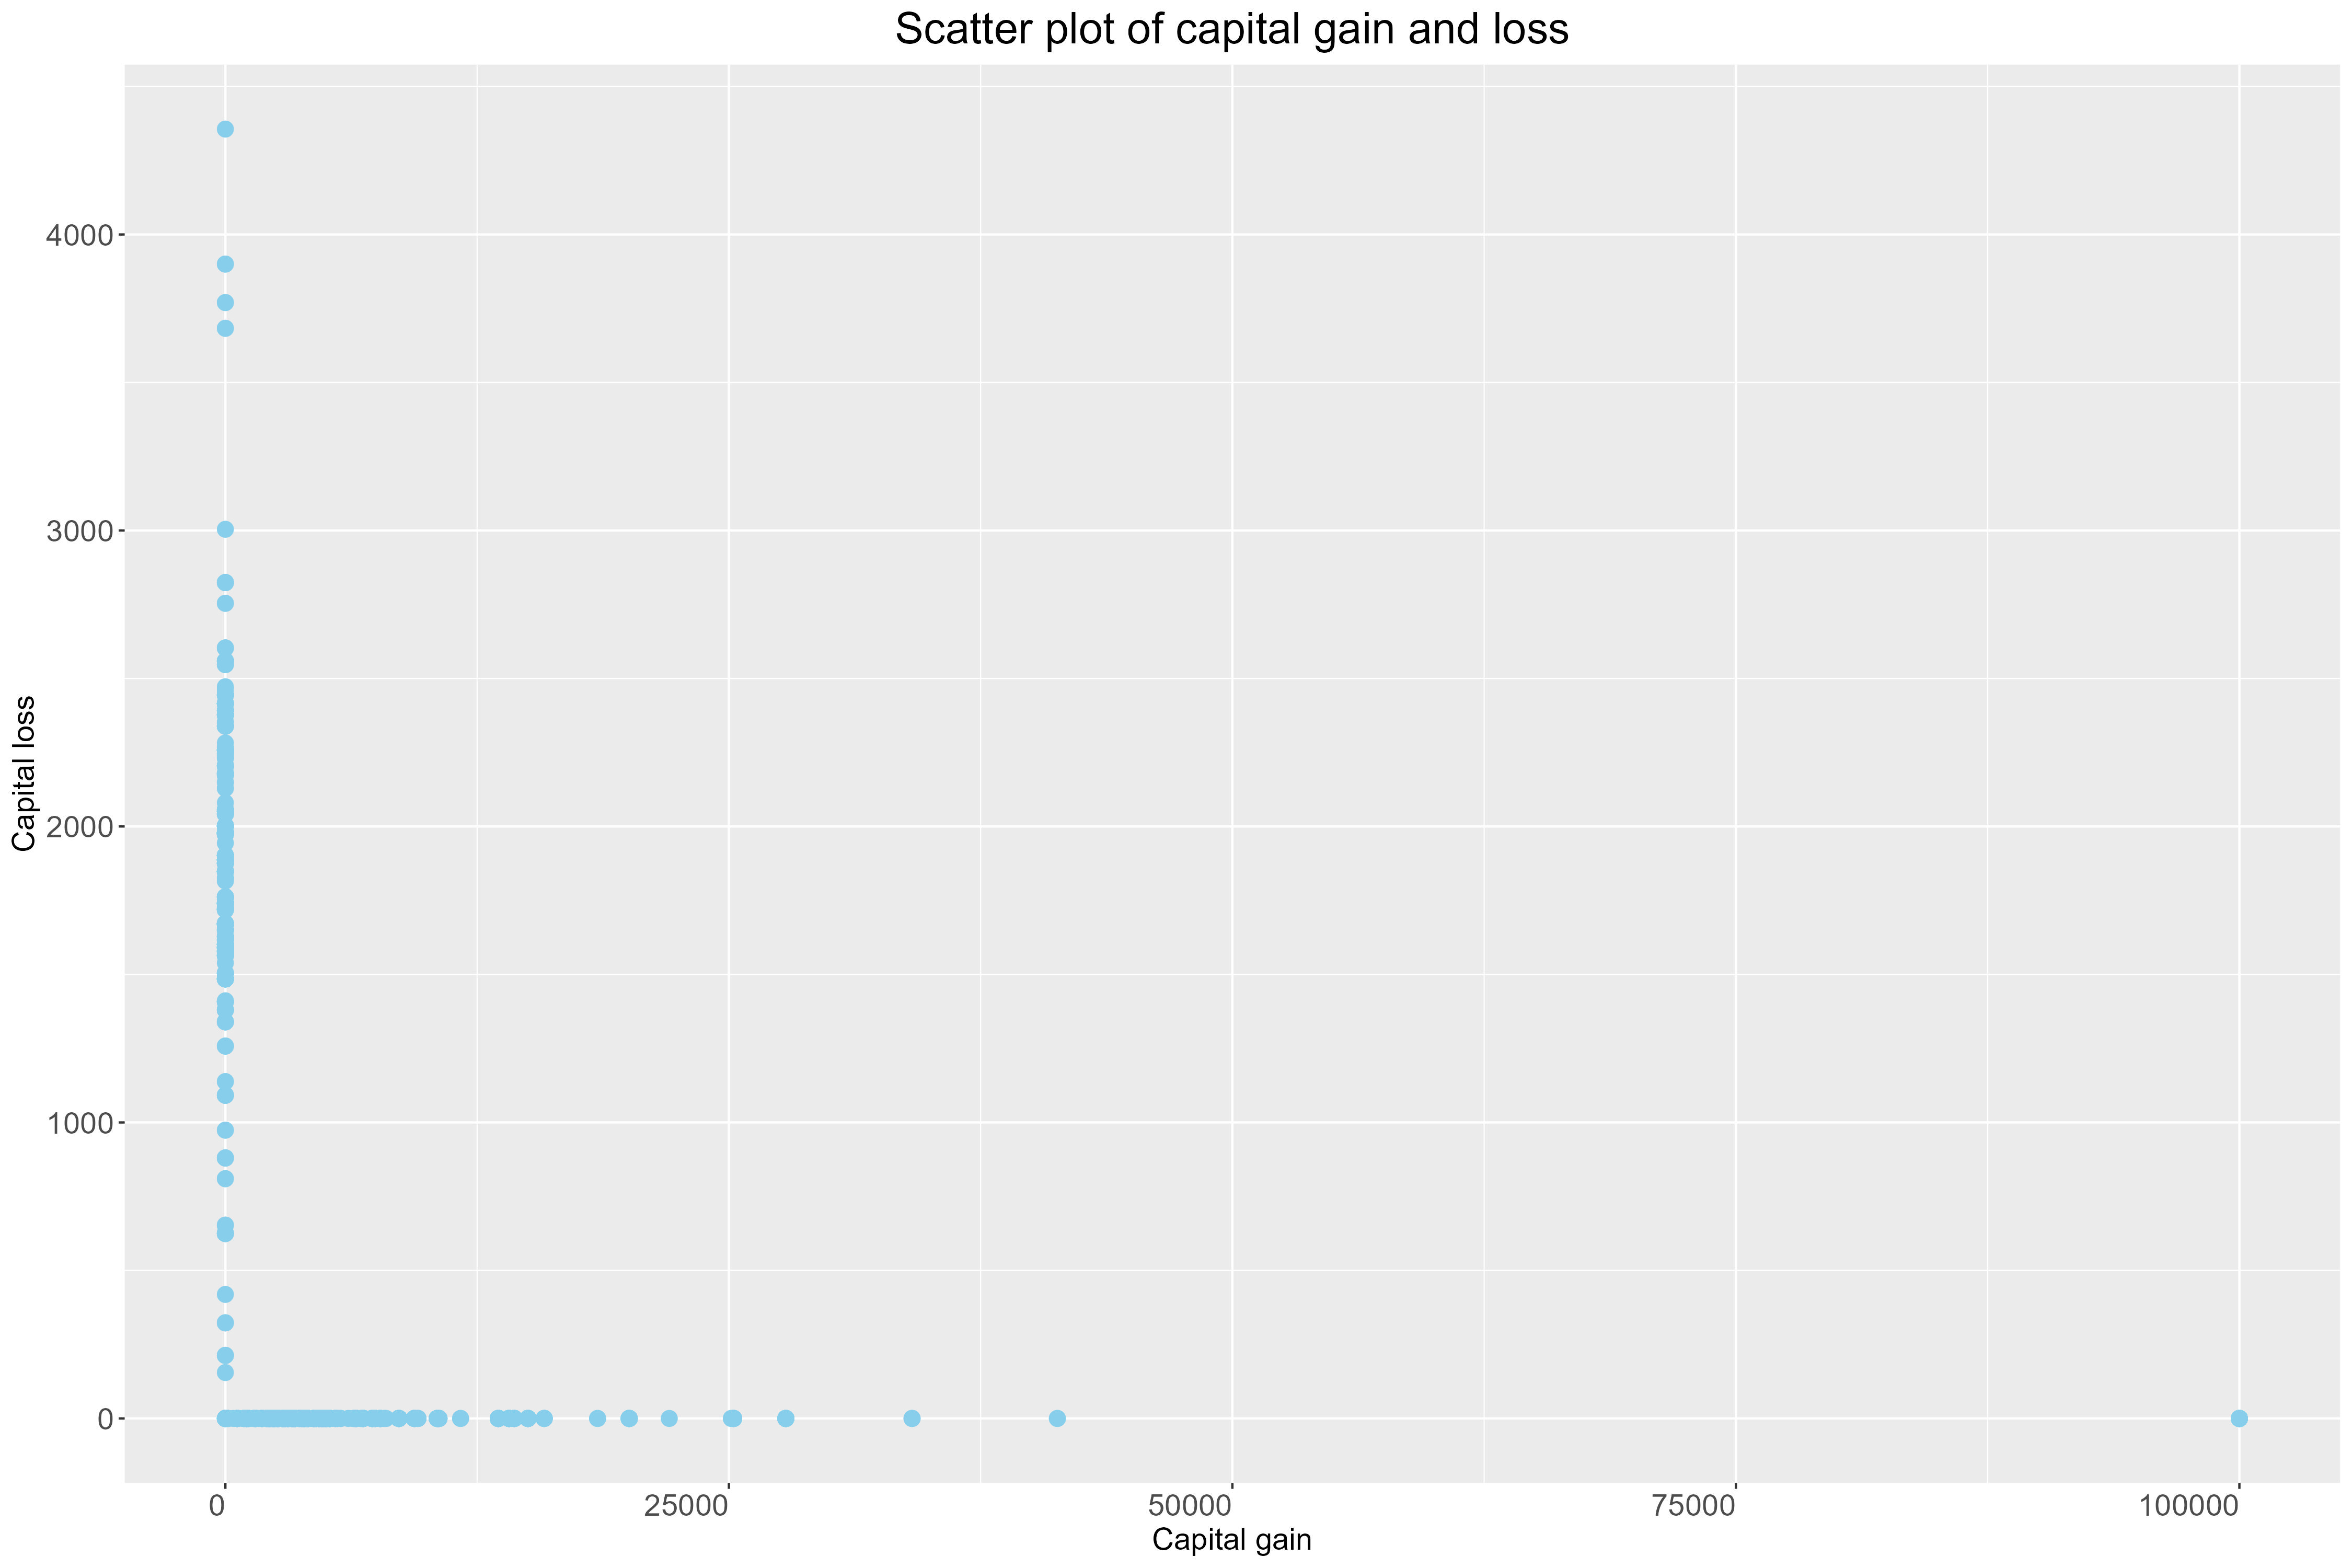 Scatter plot of capital gain and loss
Capital loss
4000
3000
2000
1000
0
0 25000 50000 75000 100000
Capital gain